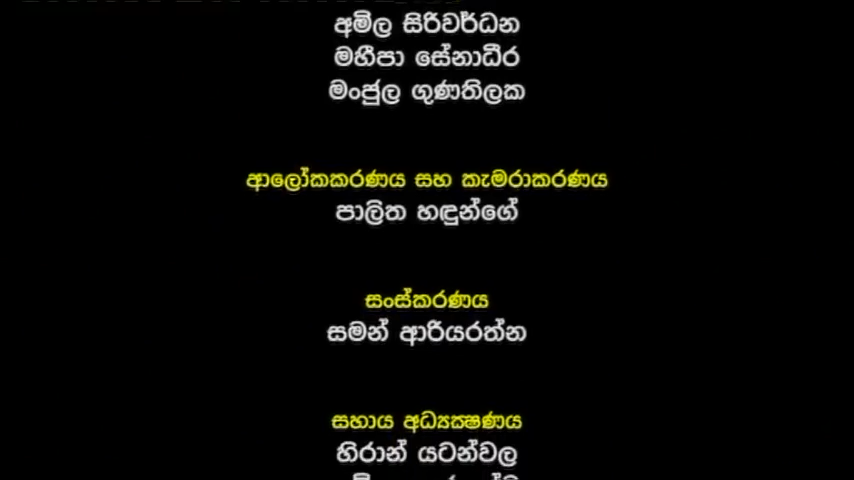 අමිල සිරිවර්ධන
මහීපා සේනාධීර
මංජුල ගුණතිලක
ආලෝකකරණය සහ කැමරාකරණය
පාලිත හඳුන්ගේ
සංස්කරණය
සමන් ආරියරත්න
සහාය අධ්‍යක්ෂණය
හිරාන් යටන්වල